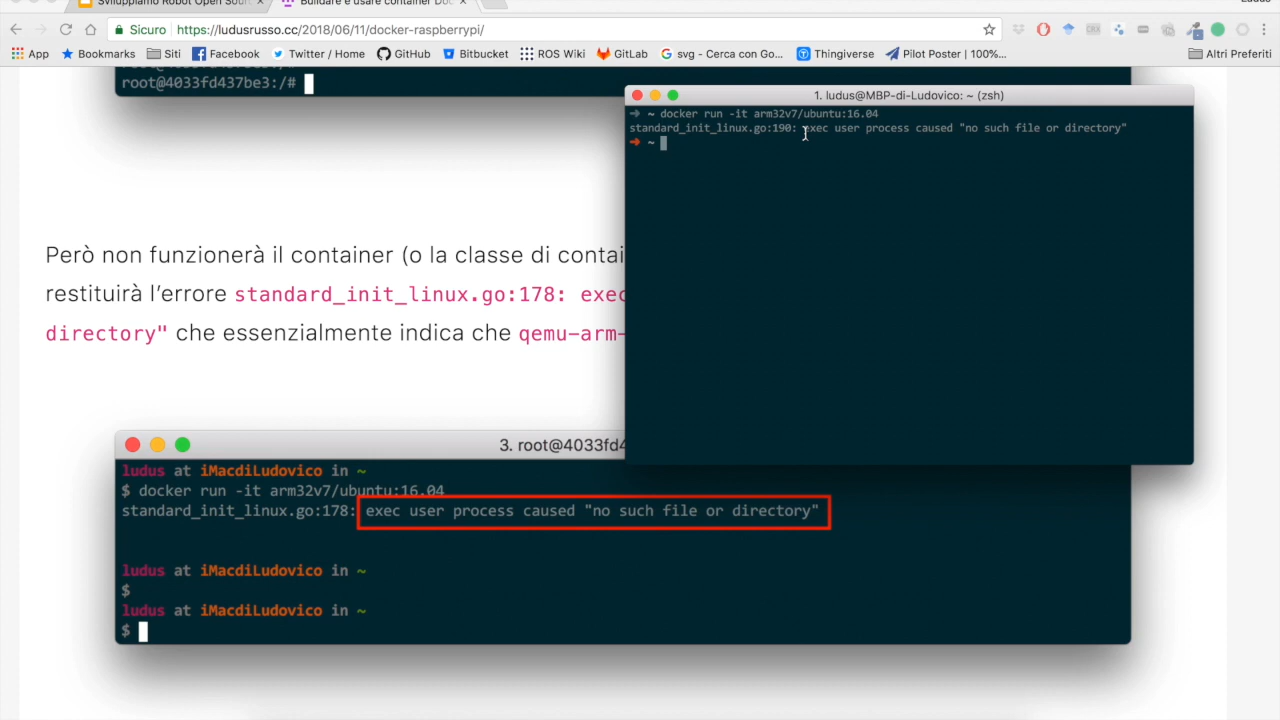 Sviluppiamo Robot Open Sour
Buildare e usare container Doc
Ludus
Sicuro
https://ludusrusso.cc/2018/06/11/docker-raspberrypi/
App
Bookmarks
Siti
Facebook
Twitter / Home
GitHub
Bitbucket
ROS Wiki
GitLab
svg - Cerca con Go...
Thingiverse
Pilot Poster | 100%...
Altri Preferiti
root@4033fd437be3:/#
1. ludus@MBP-di-Ludovico: ~ (zsh)
➜ ~ docker run -it arm32v7/ubuntu:16.04
standard_init_linux.go:190: exec user process caused "no such file or directory"
➜ ~
Però non funzionerà il container (o la classe di contai
restituirà l'errore standard_init_linux.go:178: exec
directory" che essenzialmente indica che qemu-arm-
3. root@4033fd4
ludus at iMacdiLudovico in ~
$ docker run -it arm32v7/ubuntu:16.04
standard_init_linux.go:178: exec user process caused "no such file or directory"
ludus at iMacdiLudovico in ~
$
ludus at iMacdiLudovico in ~
$